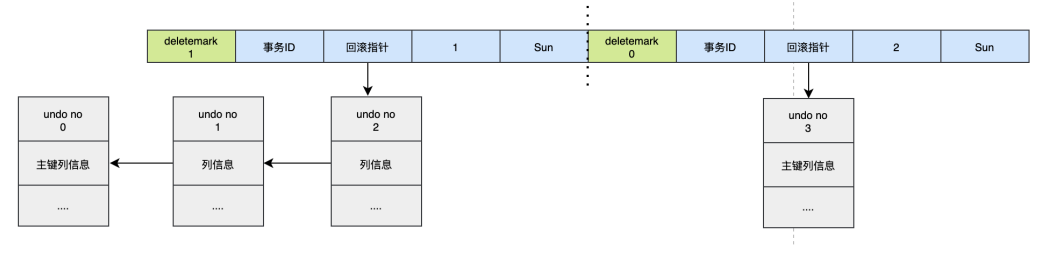 deletemark
1
事务ID
回滚指针
1
Sun
deletemark
0
事务ID
回滚指针
2
Sun
undo no
0
主键列信息
....
undo no
1
列信息
....
undo no
2
列信息
....
undo no
3
主键列信息
....